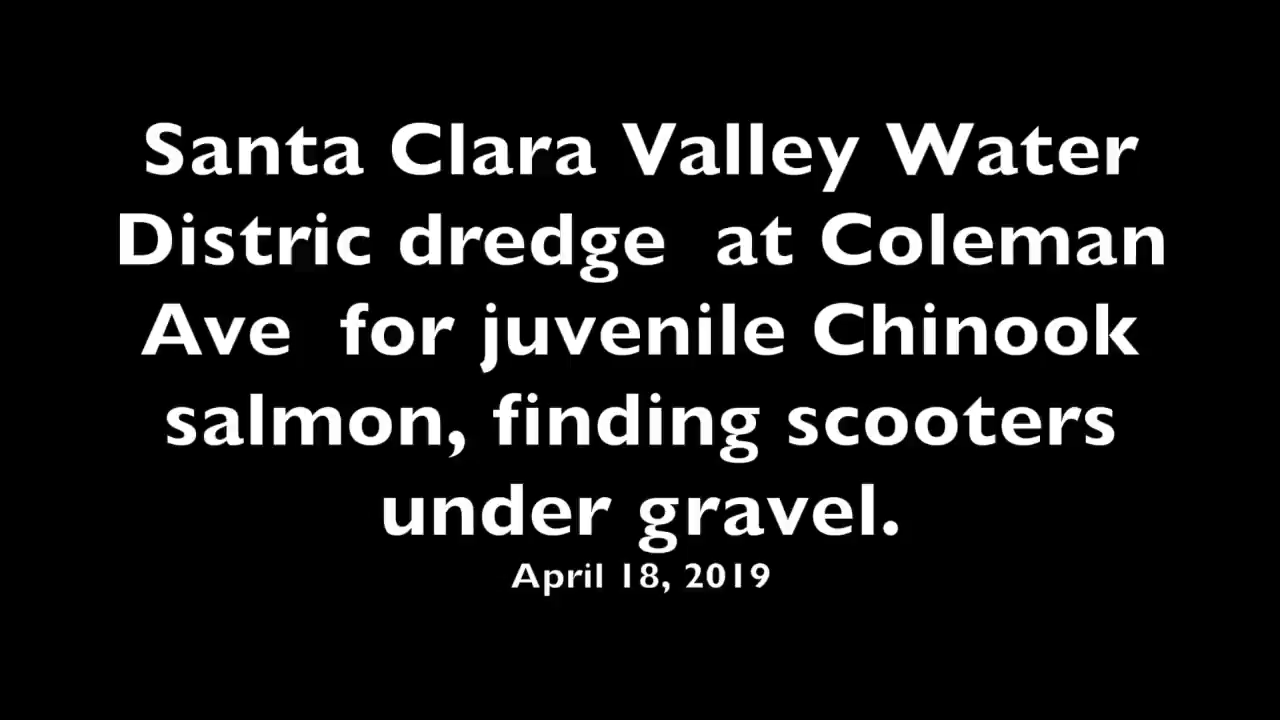 Santa Clara Valley Water
Distric dredge  at Coleman
Ave  for juvenile Chinook
salmon, finding scooters
under gravel.
April 18, 2019